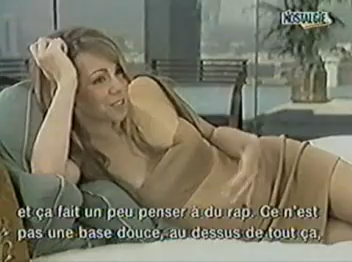 NOSTALGIE
et ça fait un peu penser à du rap. Ce n'est
pas une base douce, au dessus de tout ça,